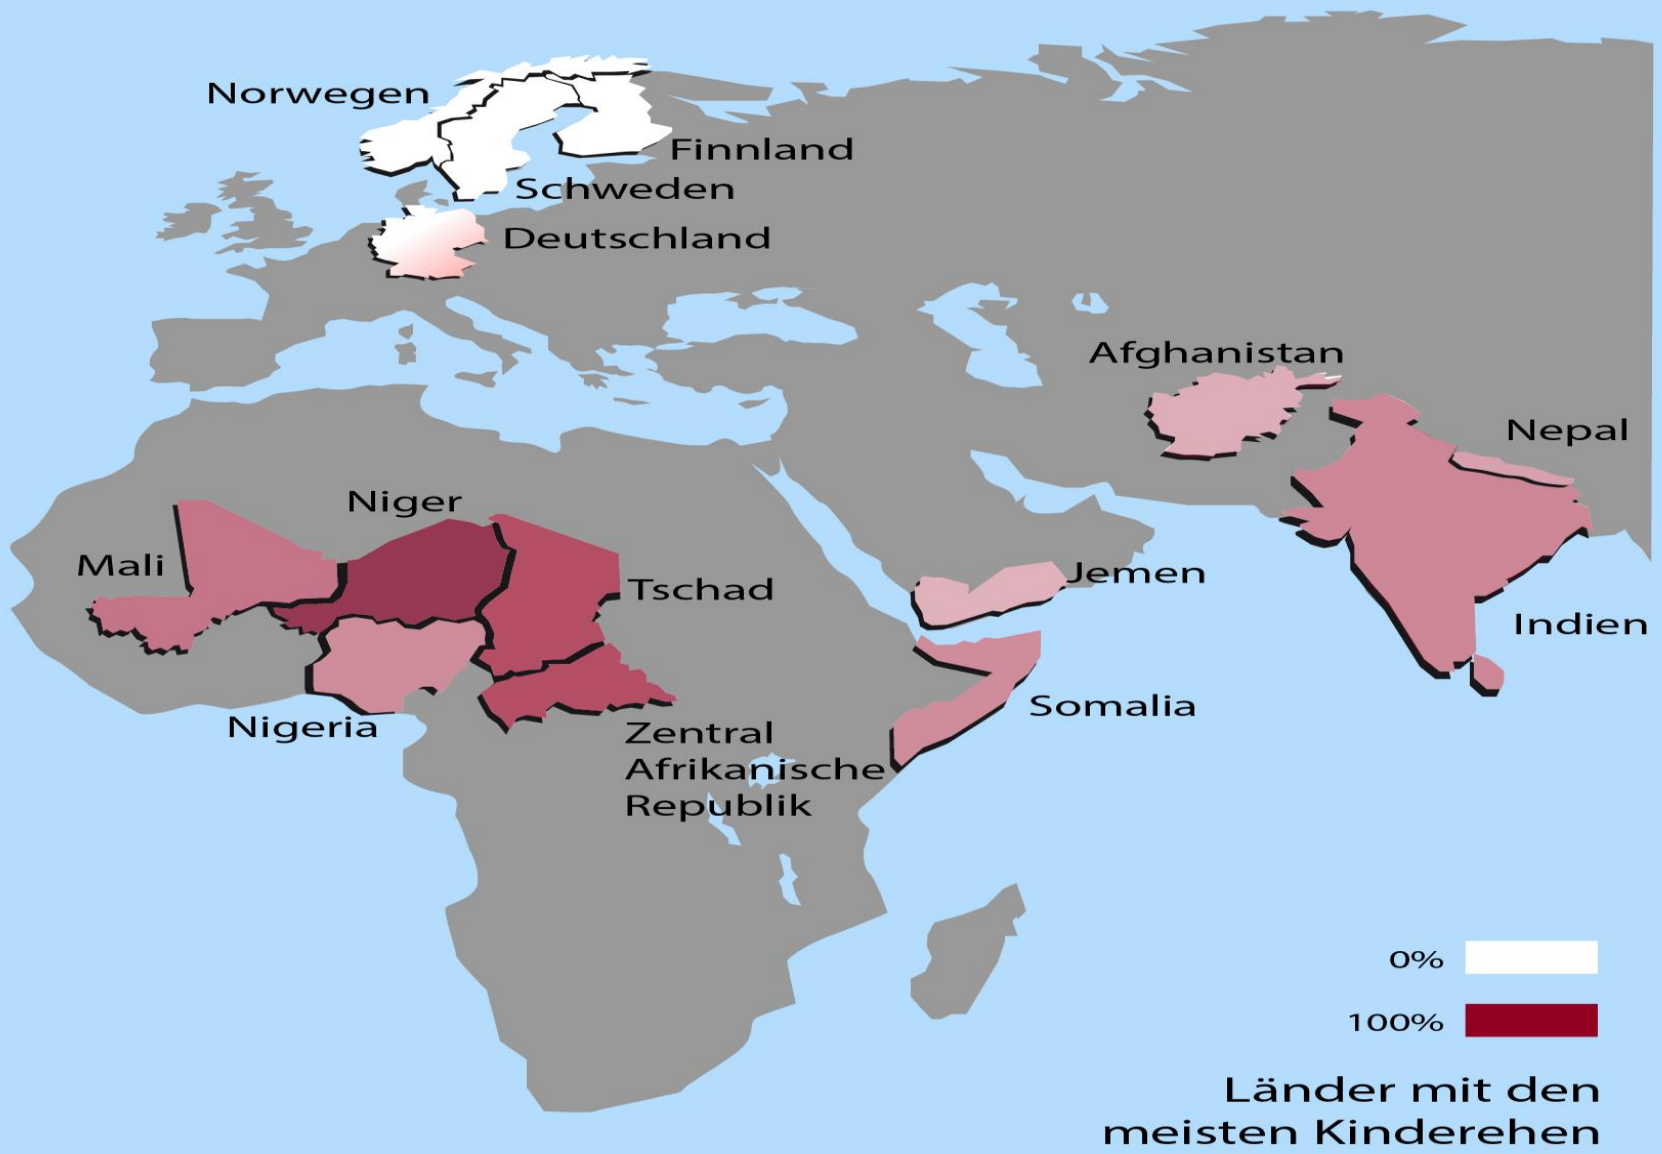 Norwegen
Finnland
Schweden
Deutschland
Afghanistan
Nepal
Niger
Mali
Tschad
Jemen
Indien
Somalia
Nigeria
Zentral
Afrikanische
Republik
0%
100%
Länder mit den
meisten Kinderehen